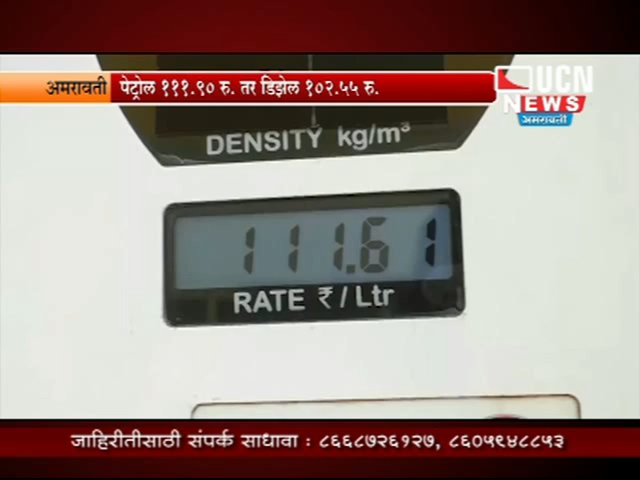 अमरावती पेट्रोल १११.९० रु. तर डिझेल १०२.५५ रु.
UCN
NEWS
अमरावती
DENSITY kg/m³
111.61
RATE ₹/Ltr
जाहिरीतीसाठी संपर्क साधावा : ८६६८७२६१२७, ८६०५९४८८५३